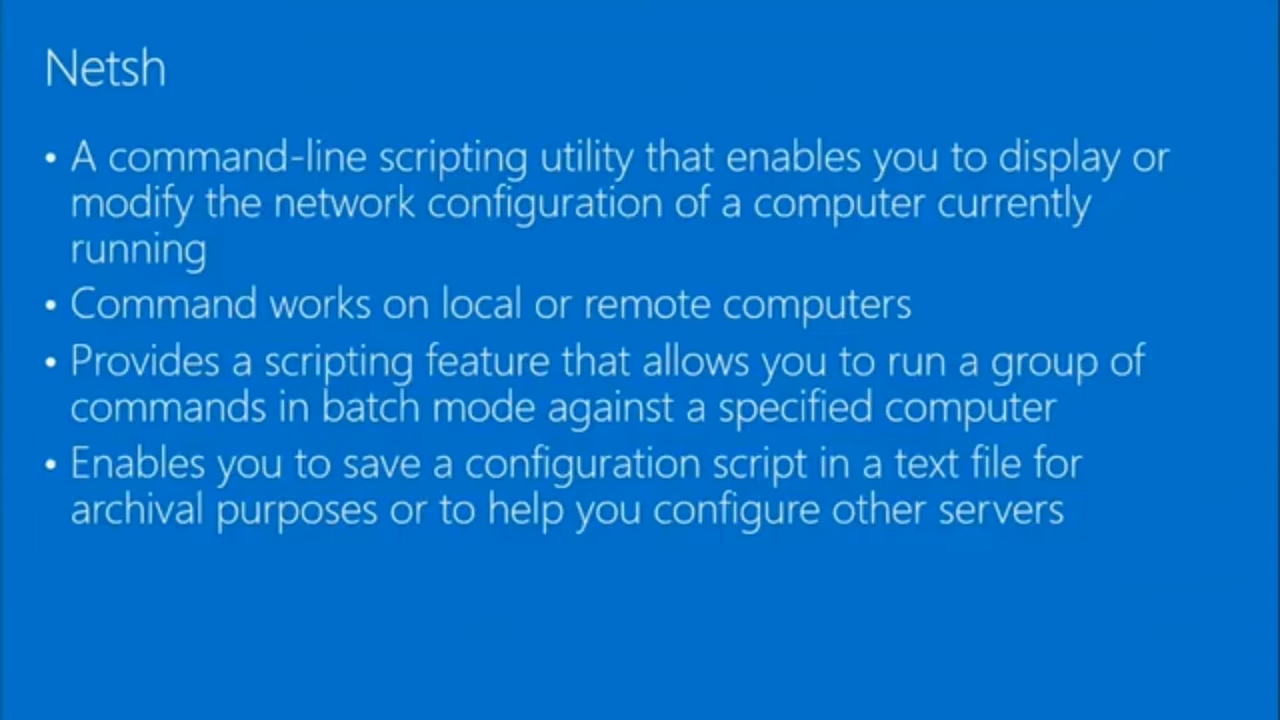 Netsh
• A command-line scripting utility that enables you to display or
modify the network configuration of a computer currently
running
• Command works on local or remote computers
• Provides a scripting feature that allows you to run a group of
commands in batch mode against a specified computer
• Enables you to save a configuration script in a text file for
archival purposes or to help you configure other servers